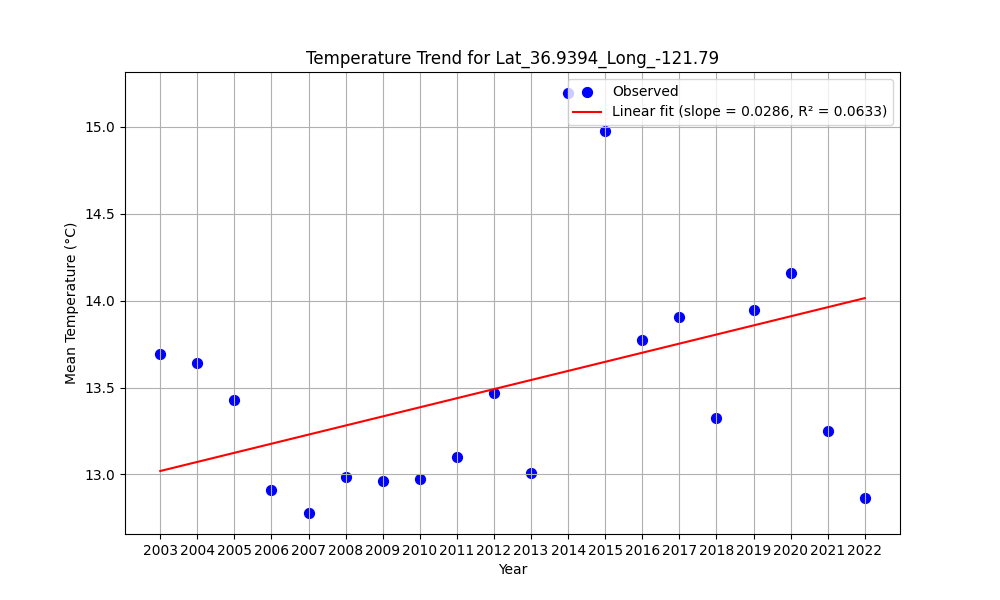 Temperature Trend for Lat_36.9394_Long_-121.79
Observed
Linear fit (slope = 0.0286, R² = 0.0633)
Mean Temperature (°C)
15.0
14.5
14.0
13.5
13.0
2003 2004 2005 2006 2007 2008 2009 2010 2011 2012 2013 2014 2015 2016 2017 2018 2019 2020 2021 2022
Year